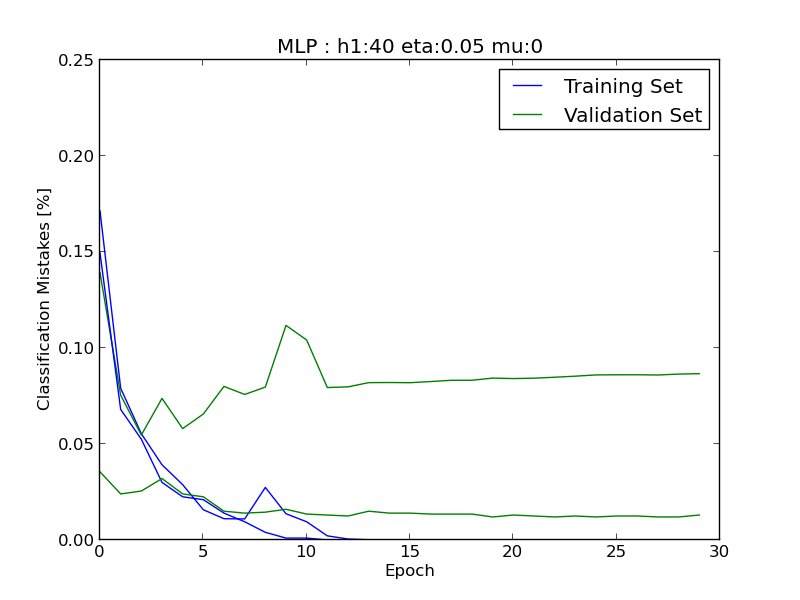 MLP : h1:40 eta:0.05 mu:0
Training Set
Validation Set
Classification Mistakes [%]
0.25
0.20
0.15
0.10
0.05
0.00
0 5 10 15 20 25 30
Epoch